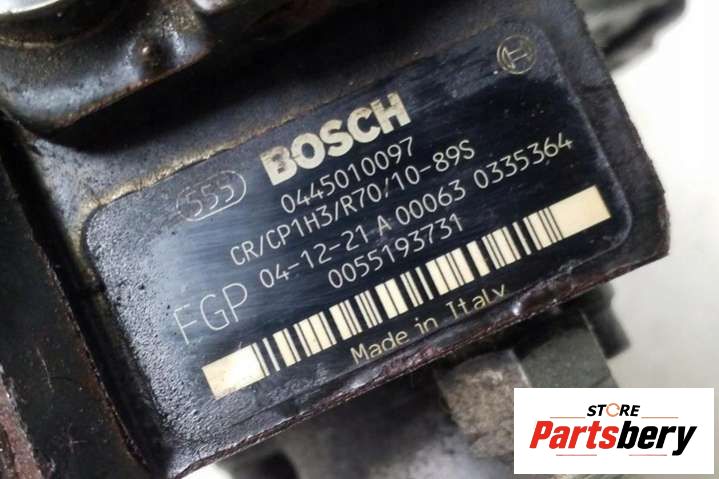 553 BOSCH
0445010097
CR/CP1H3/R70/10-89S
FGP 04-12-21 A 00063 0335364
0055193731
Made in Italy
STORE
Partsbery